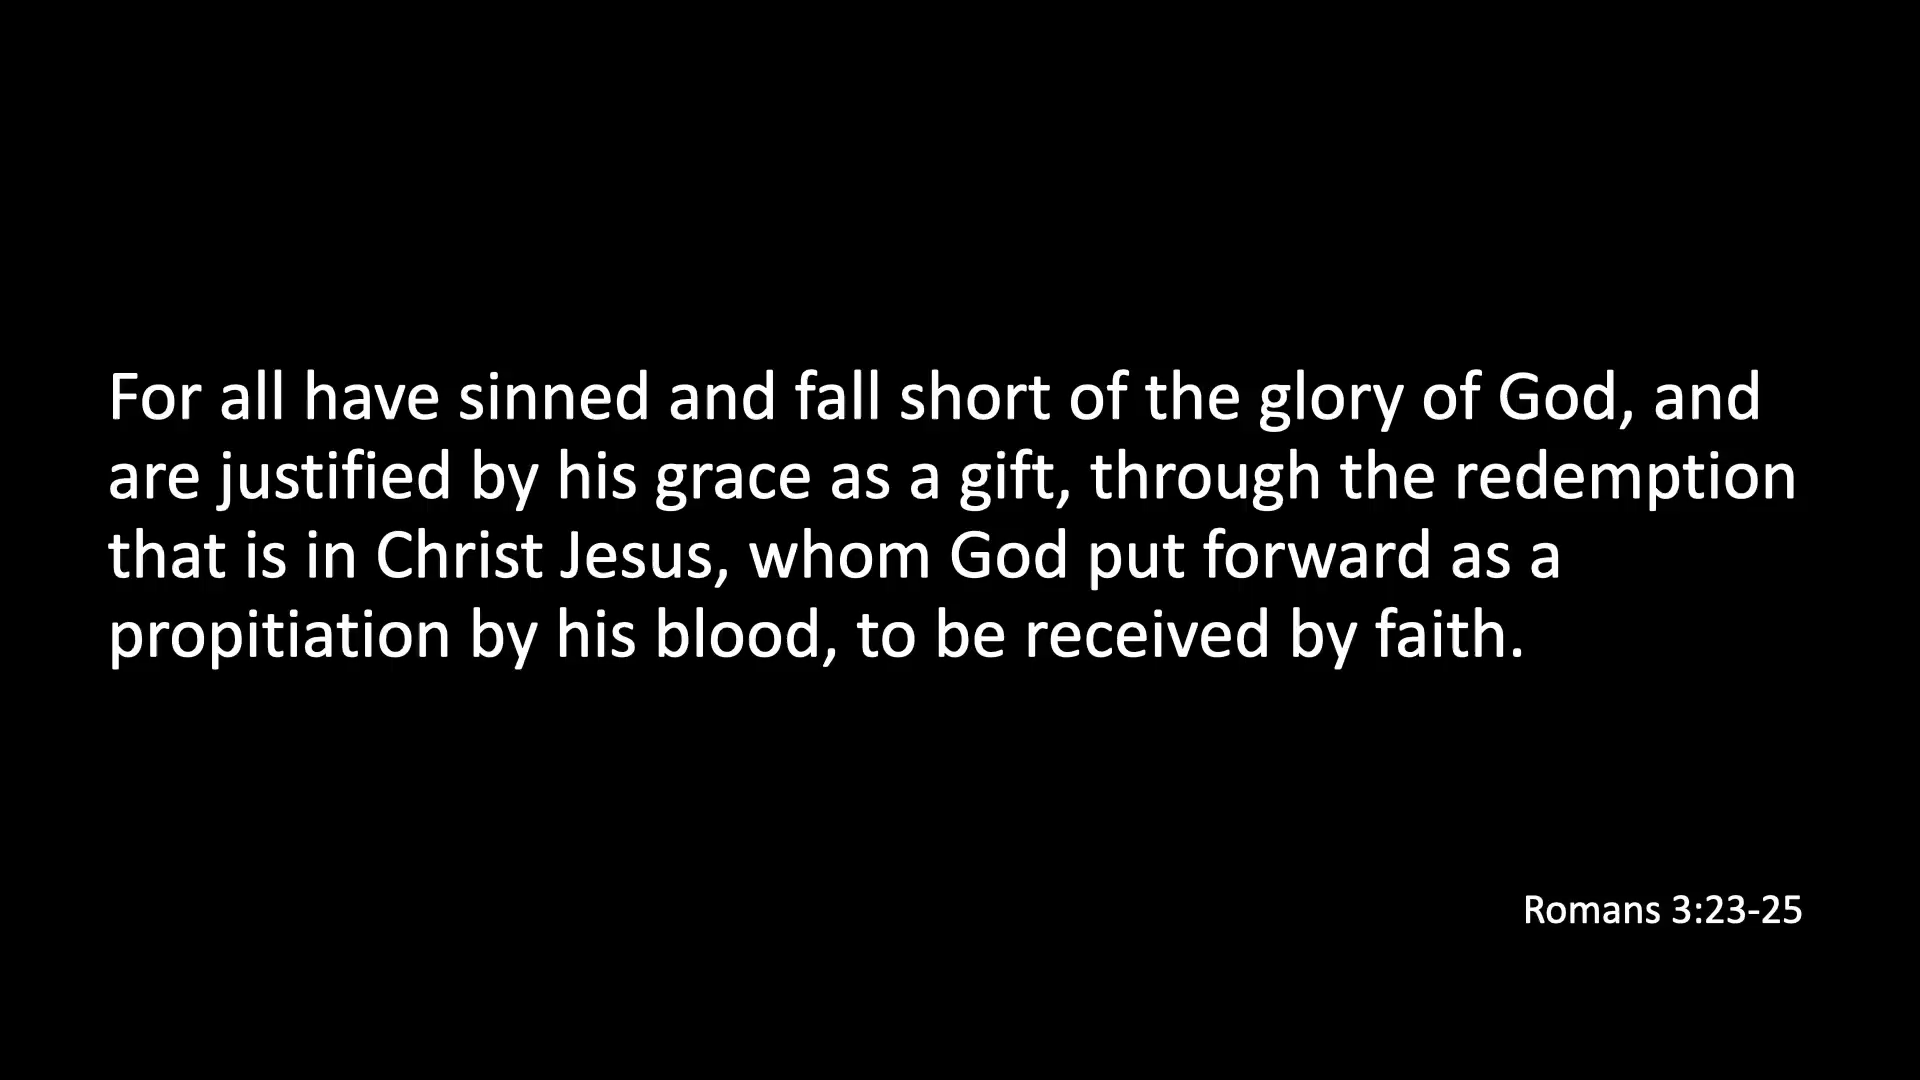 For all have sinned and fall short of the glory of God, and
are justified by his grace as a gift, through the redemption
that is in Christ Jesus, whom God put forward as a
propitiation by his blood, to be received by faith.
Romans 3:23-25